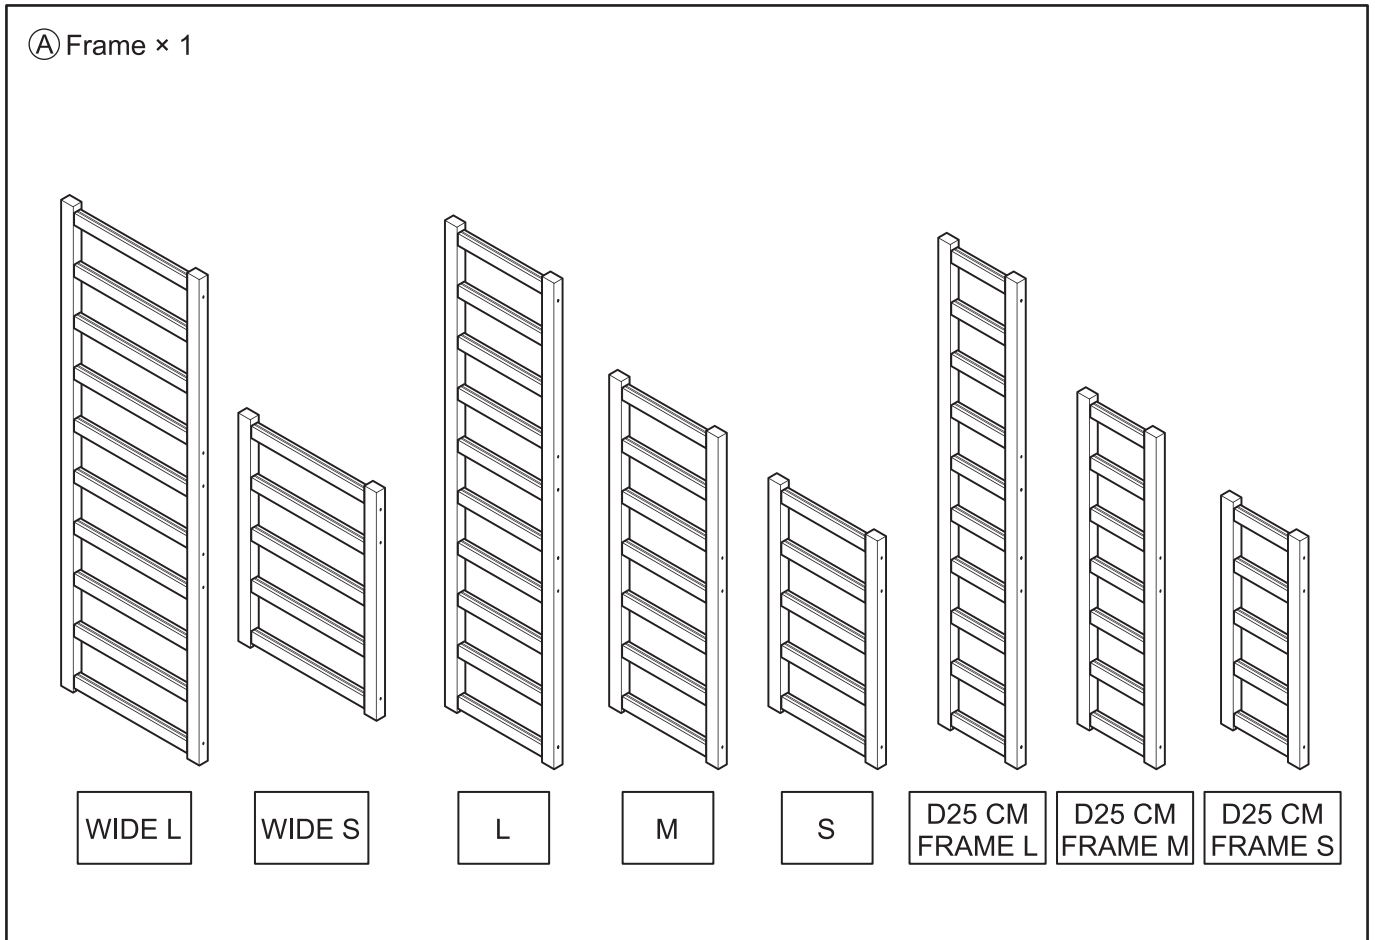 Ⓐ Frame × 1
WIDE L
WIDE S
L
M
S
D25 CM
FRAME L
D25 CM
FRAME M
D25 CM
FRAME S